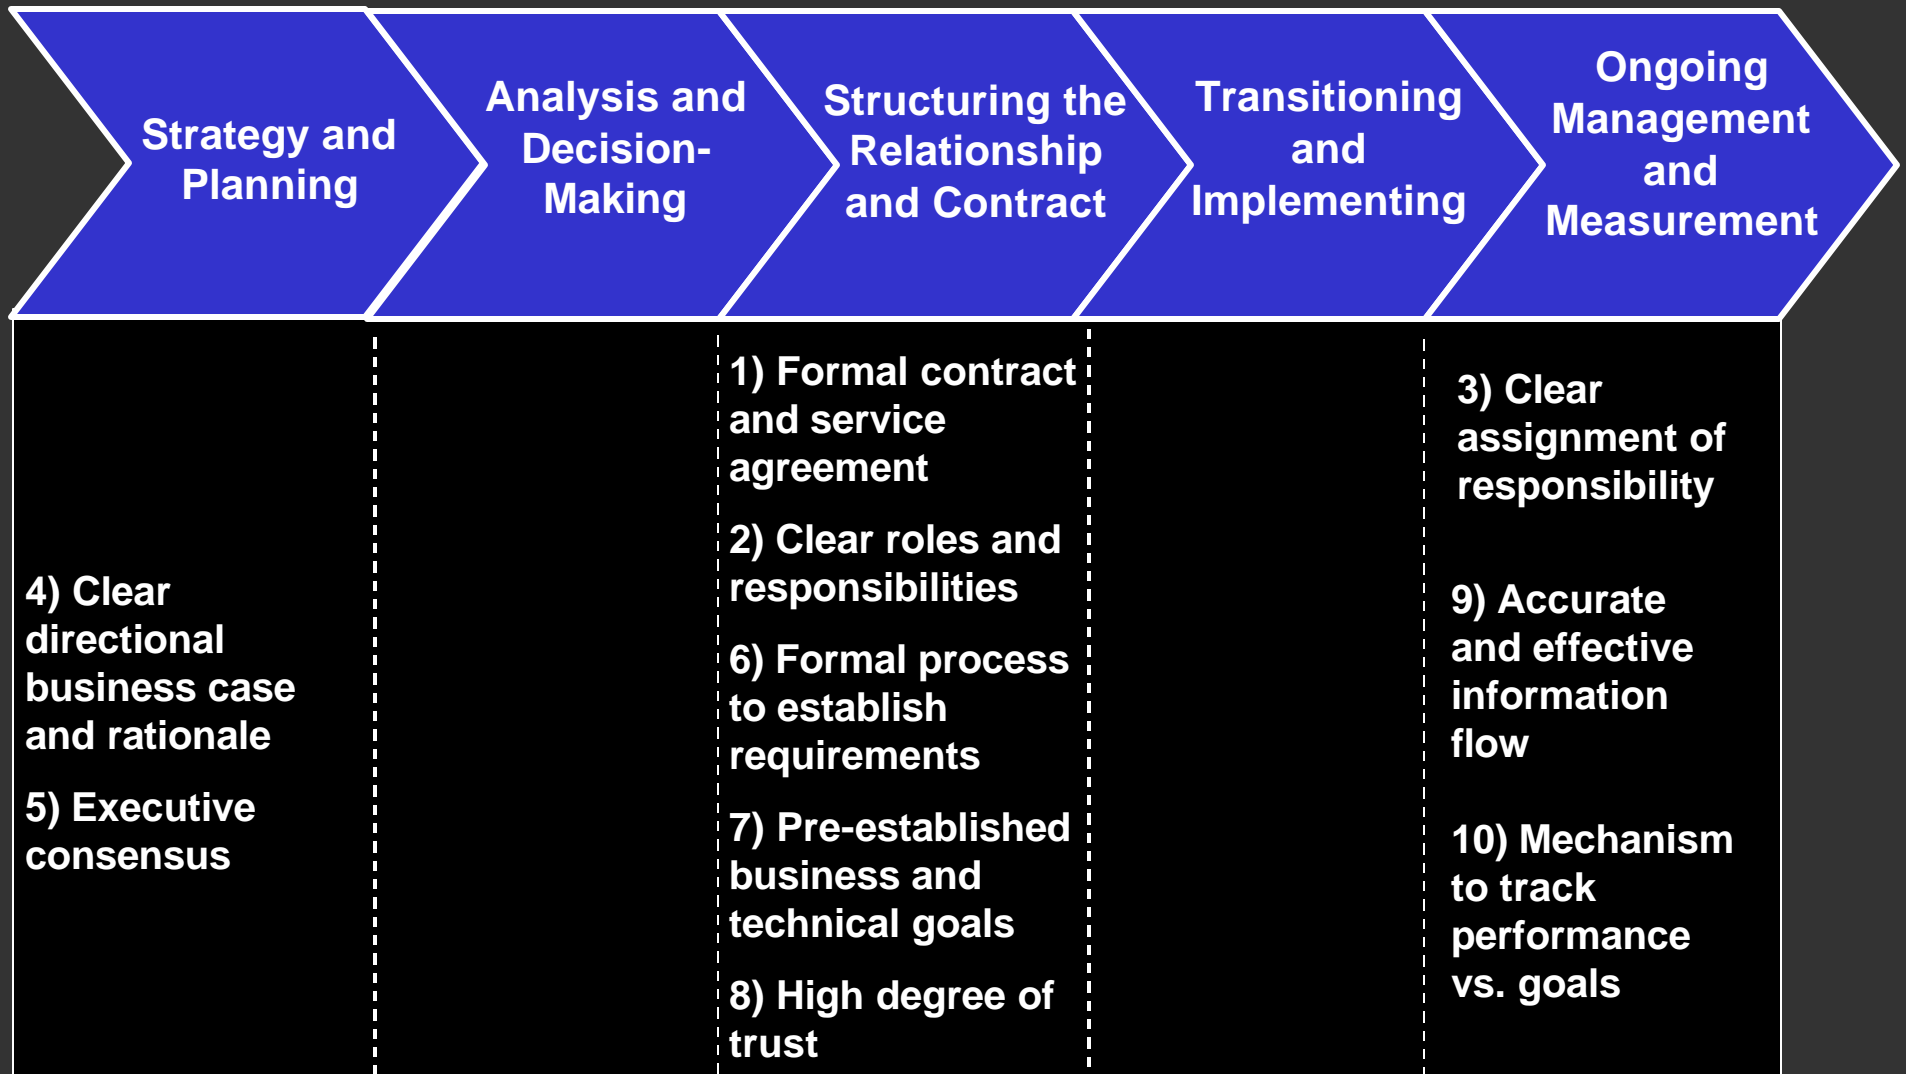 Strategy and
Planning
Analysis and
Decision-
Making
Structuring the
Relationship
and Contract
Transitioning
and
Implementing
Ongoing
Management
and
Measurement
4) Clear
directional
business case
and rationale
5) Executive
consensus
1) Formal contract
and service
agreement
2) Clear roles and
responsibilities
6) Formal process
to establish
requirements
7) Pre-established
business and
technical goals
8) High degree of
trust
3) Clear
assignment of
responsibility
9) Accurate
and effective
information
flow
10) Mechanism
to track
performance
vs. goals